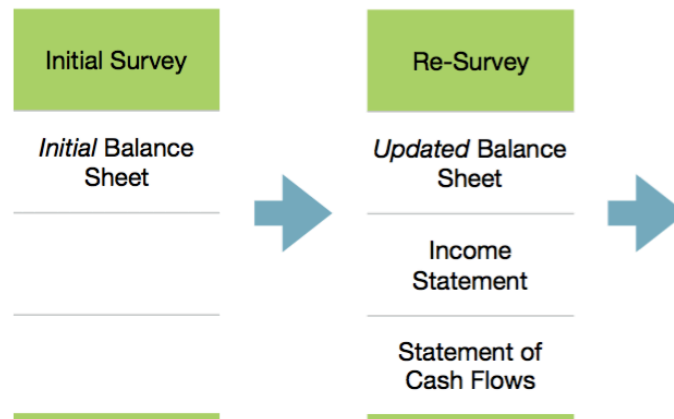 Initial Survey
Initial Balance
Sheet
Re-Survey
Updated Balance
Sheet
Income
Statement
Statement of
Cash Flows